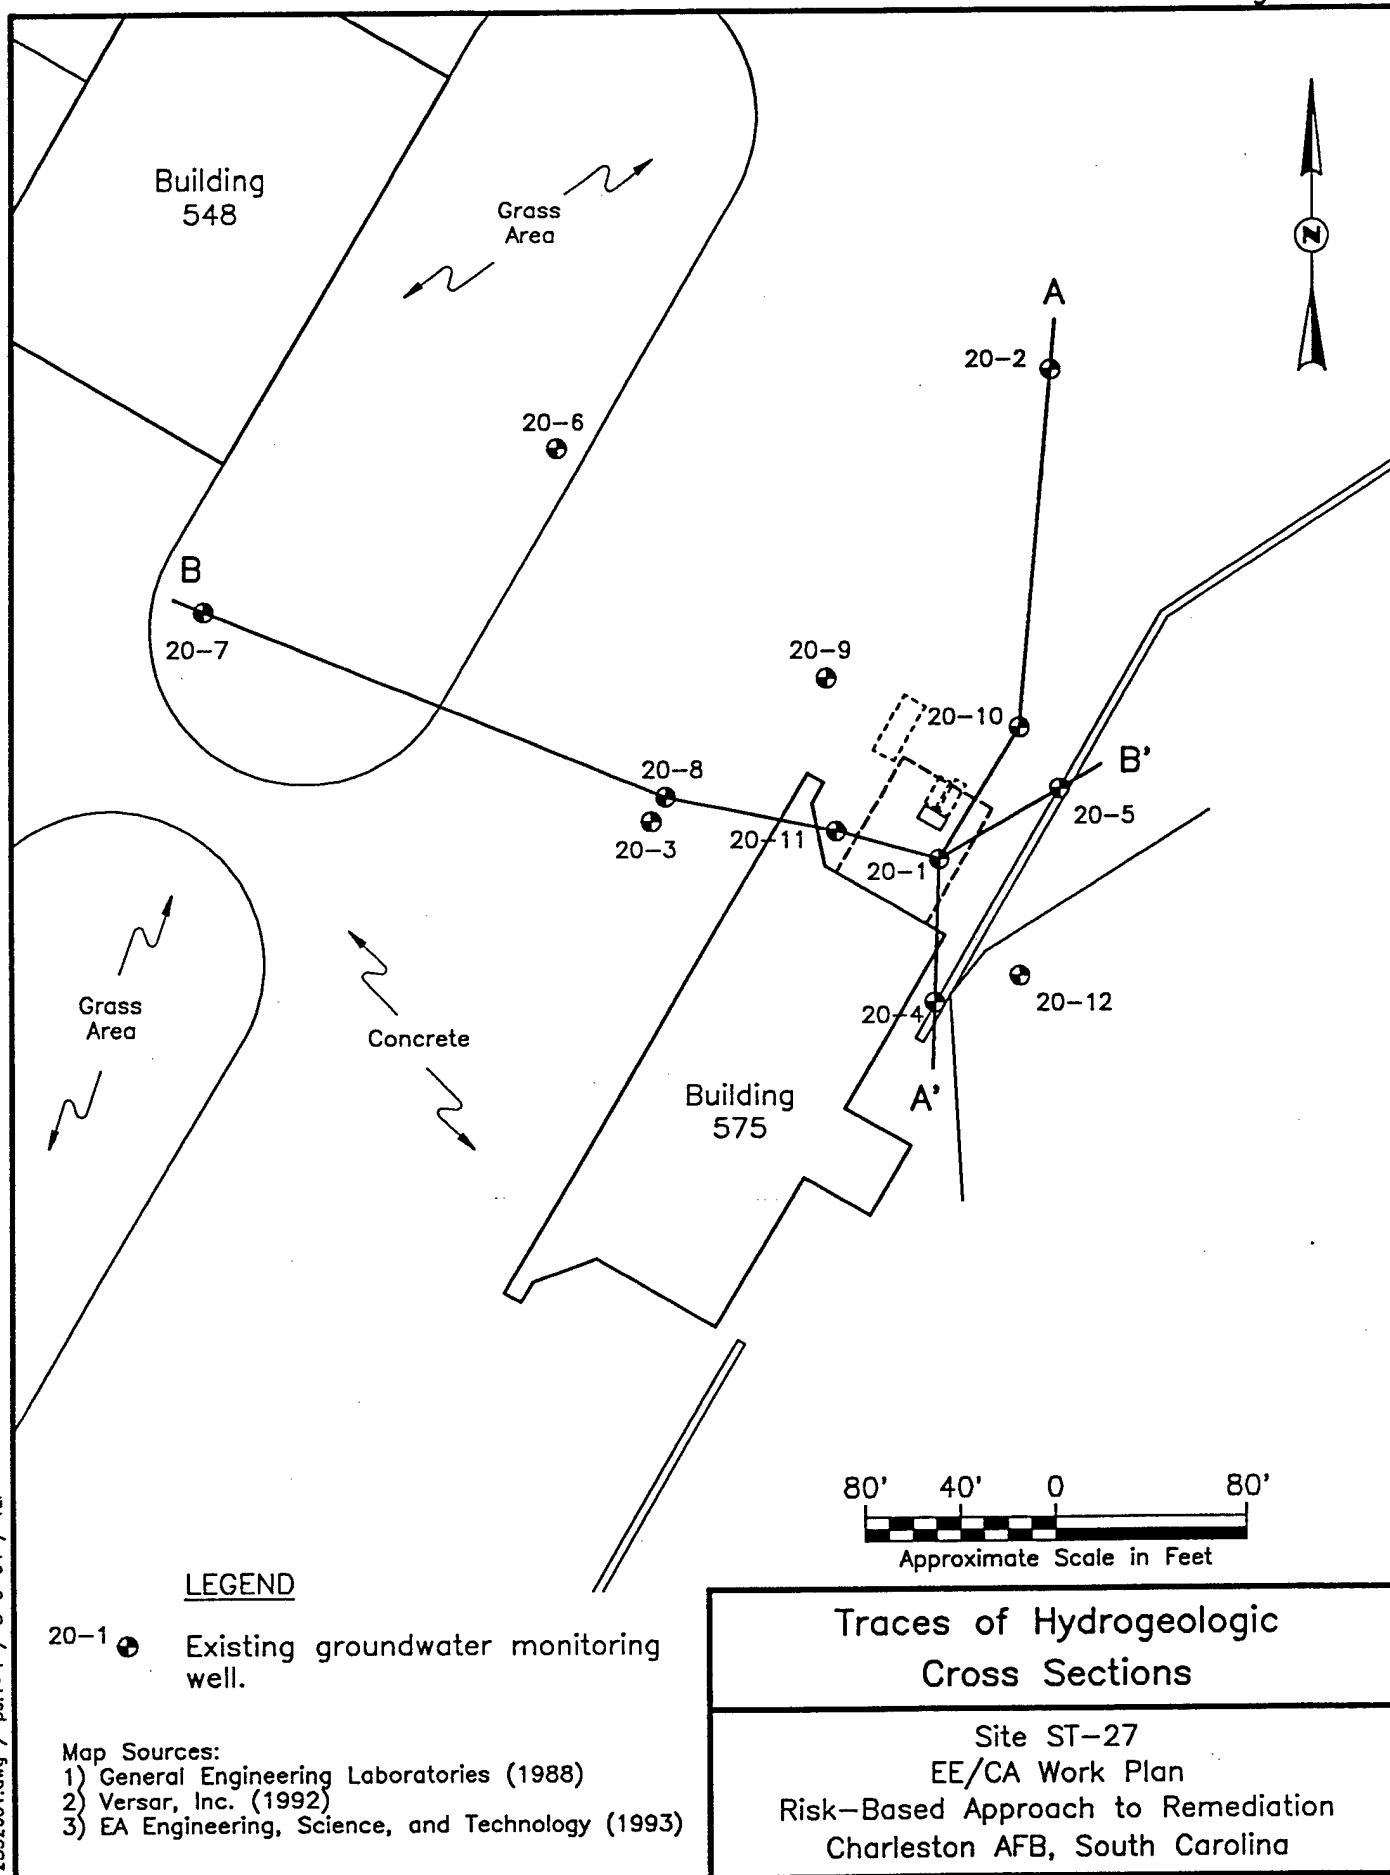 Building
548
Grass
Area
A
20-2
N
20-6
B
20-7
20-9
20-10
B'
20-8
20-5
20-11
20-3
20-1
Grass
Area
Concrete
20-12
20-4
A'
Building
575
80' 40' 0 80'
Approximate Scale in Feet
LEGEND
20-1 Existing groundwater monitoring
well.
Map Sources:
1) General Engineering Laboratories (1988)
2) Versar, Inc. (1992)
3) EA Engineering, Science, and Technology (1993)
Traces of Hydrogeologic
Cross Sections
Site ST-27
EE/CA Work Plan
Risk-Based Approach to Remediation
Charleston AFB, South Carolina